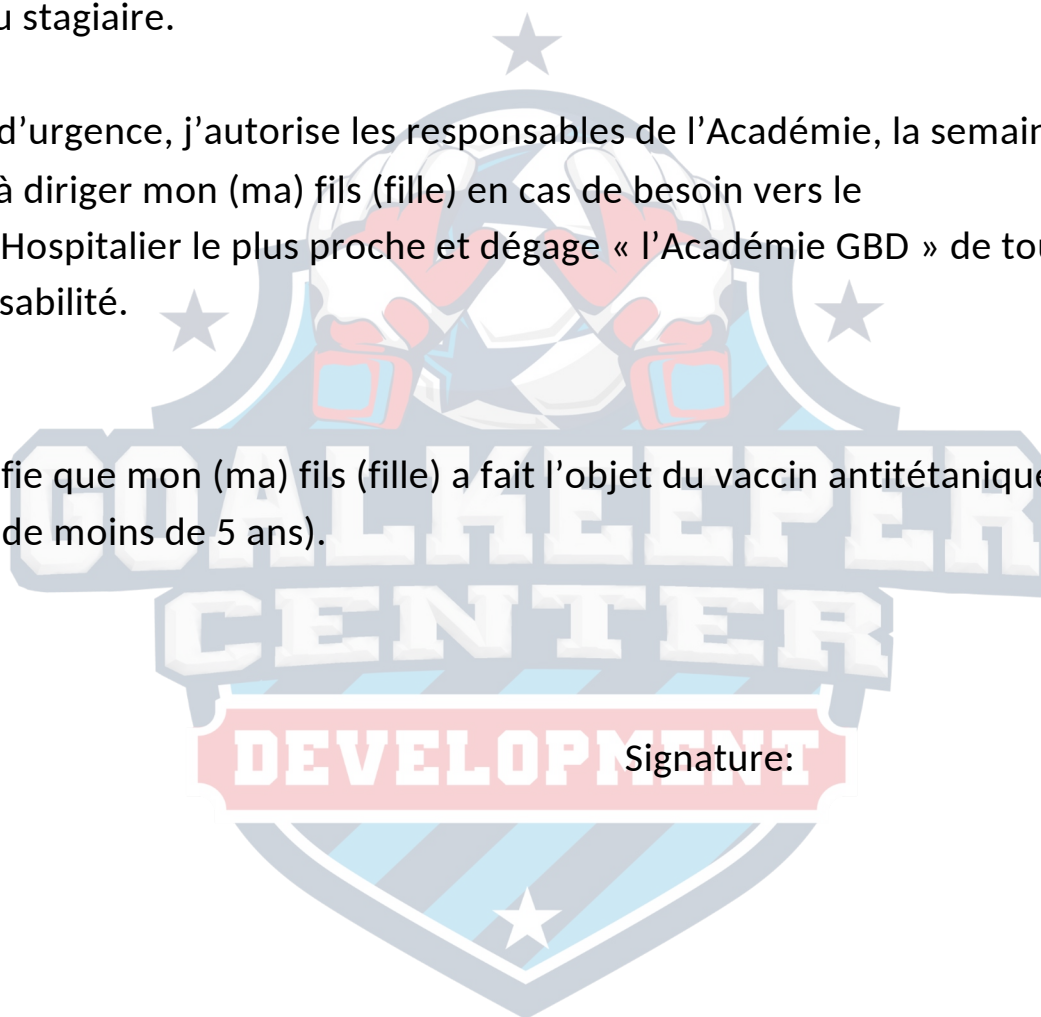 u stagiaire.
d’urgence, j’autorise les responsables de l’Académie, la semain
à diriger mon (ma) fils (fille) en cas de besoin vers le
Hospitalier le plus proche et dégage « l’Académie GBD » de tou
sabilité.
fie que mon (ma) fils (fille) a fait l’objet du vaccin antitétanique
de moins de 5 ans).
GOALKEEPER
CENTER
DEVELOPMENT
Signature: